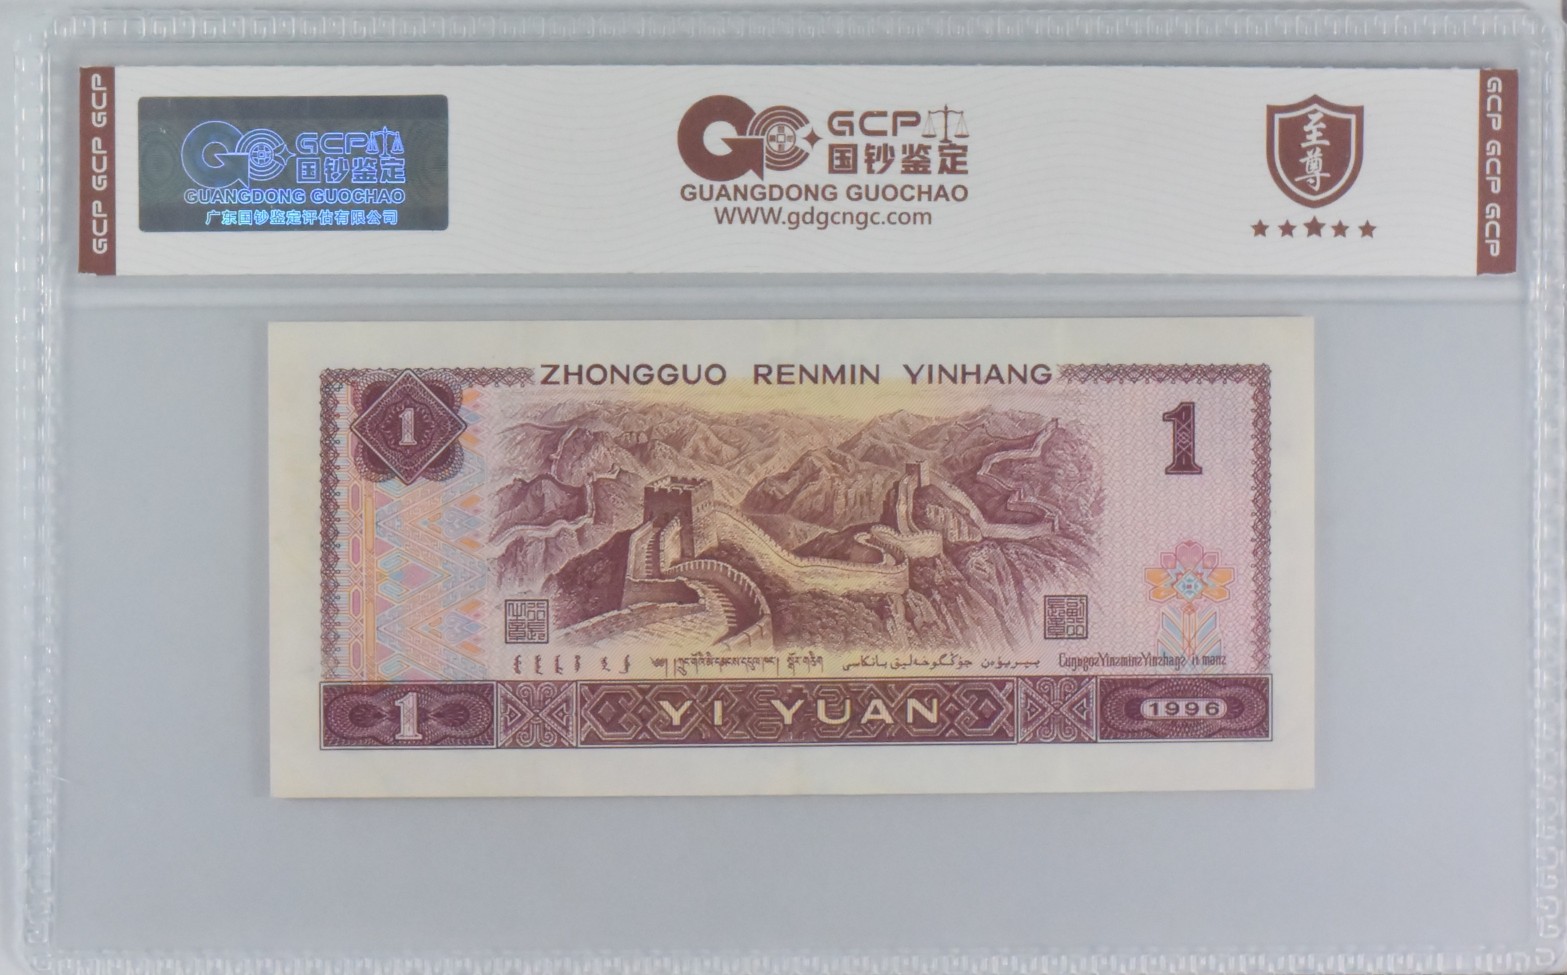 GCP GCP GCP
GCP
国钞鉴定
GUANGDONG GUOCHAO
广东国钞鉴定评估有限公司
GCP
国钞鉴定
GUANGDONG GUOCHAO
WWW.gdgcngc.com
至尊
GCP GCP GCP
ZHONGGUO RENMIN YINHANG
1
1
1
YI YUAN
1996